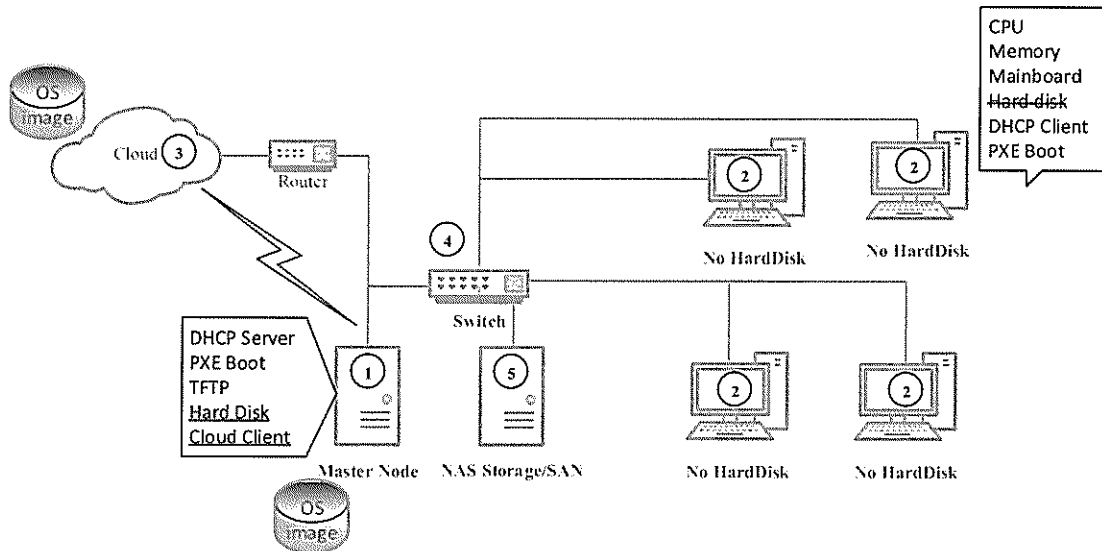 CPU
Memory
Mainboard
Hard-disk
DHCP Client
PXE Boot
OS
image
Cloud
3
Router
2
2
No HardDisk
No HardDisk
4
Switch
DHCP Server
PXE Boot
TFTP
Hard Disk
Cloud Client
1
5
2
2
Master Node
NAS Storage/SAN
No HardDisk
No HardDisk
OS
image